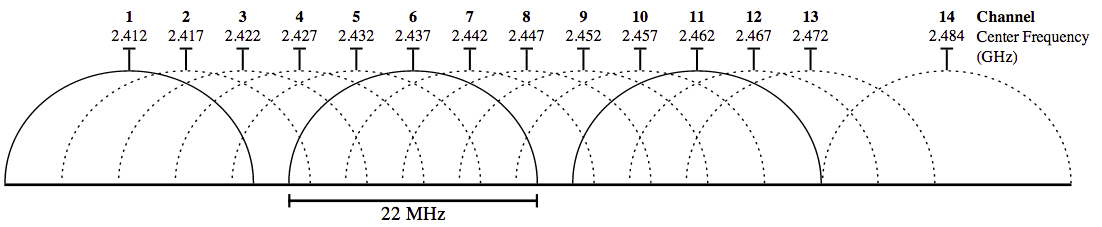 1 2 3 4 5 6 7 8 9 10 11 12 13 14 Channel
2.412 2.417 2.422 2.427 2.432 2.437 2.442 2.447 2.452 2.457 2.462 2.467 2.472 2.484 Center Frequency
(GHz)
22 MHz